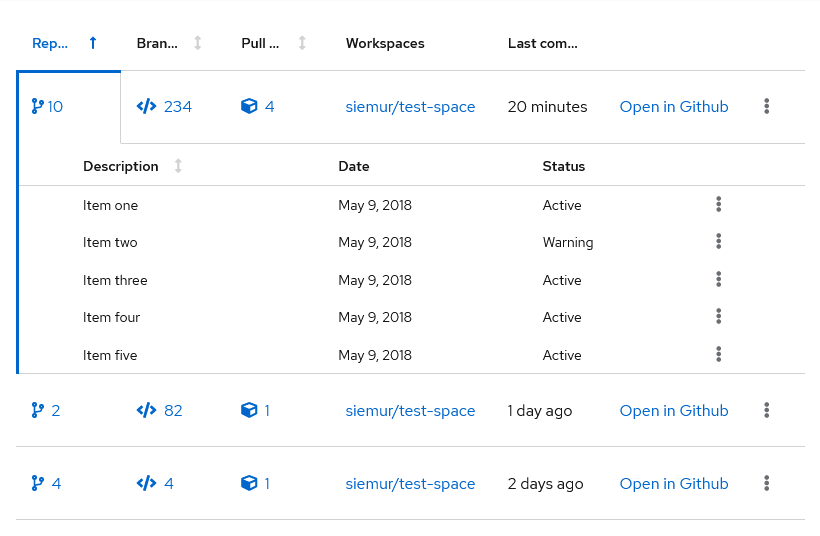 Rep... Bran... Pull ... Workspaces Last com...
10 234 4 siemur/test-space 20 minutes Open in Github
Description Date Status
Item one May 9, 2018 Active
Item two May 9, 2018 Warning
Item three May 9, 2018 Active
Item four May 9, 2018 Active
Item five May 9, 2018 Active
2 82 1 siemur/test-space 1 day ago Open in Github
4 4 1 siemur/test-space 2 days ago Open in Github